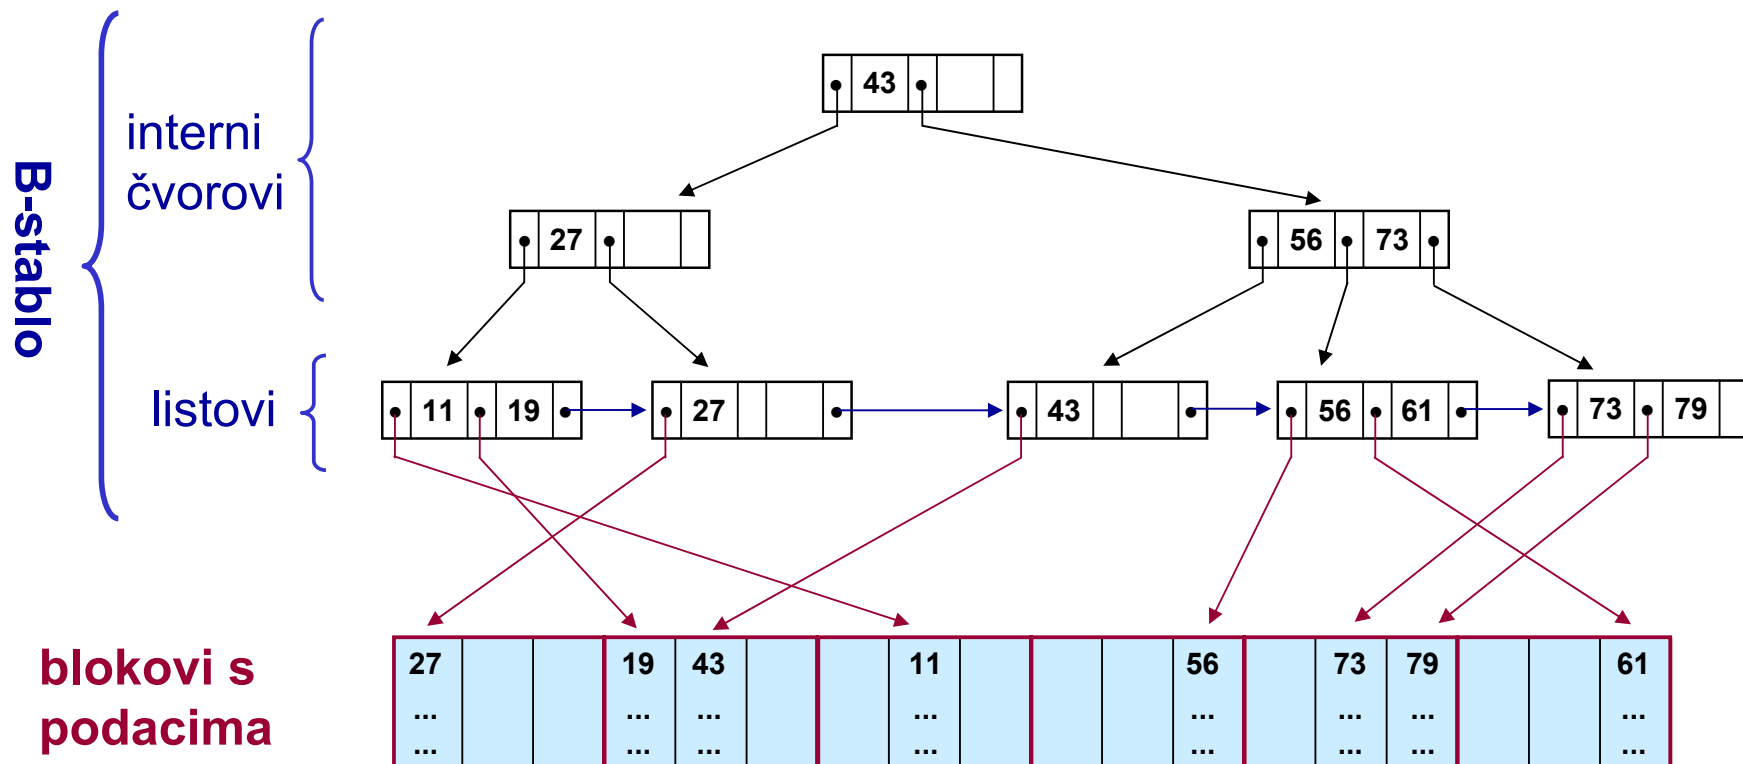 B-stablo
interni
čvorovi
listovi
43
27
56 73
11 19 27 43 56 61 73 79
blokovi s
podacima
27 19 43 11 56 73 79 61
... ... ... ... ... ... ... ...
... ... ... ... ... ... ... ...